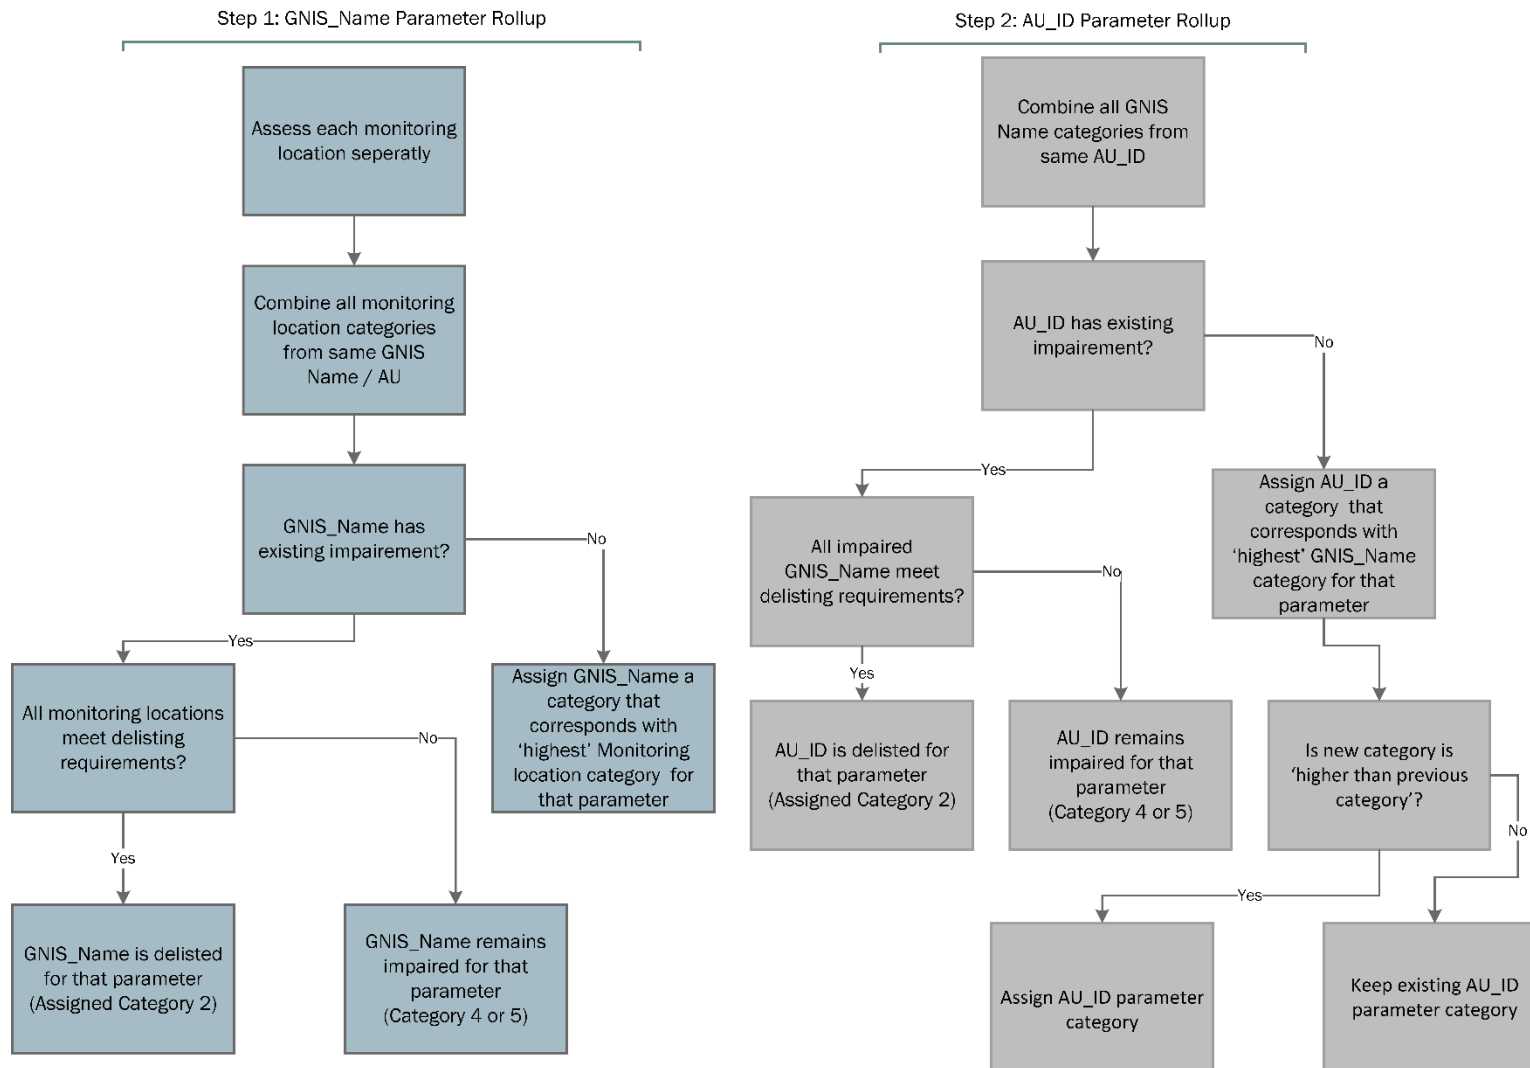 Step 1: GNIS_Name Parameter Rollup
Assess each monitoring
location seperatly
Combine all monitoring
location categories
from same GNIS
Name / AU
GNIS_Name has
existing impairement?
No
Yes
All monitoring locations
meet delisting
requirements?
No
Assign GNIS_Name a
category that
corresponds with
‘highest’ Monitoring
location category for
that parameter
Yes
GNIS_Name is delisted
for that parameter
(Assigned Category 2)
GNIS_Name remains
impaired for that
parameter
(Category 4 or 5)
Step 2: AU_ID Parameter Rollup
Combine all GNIS
Name categories from
same AU_ID
AU_ID has existing
impairement?
No
Yes
All impaired
GNIS_Name meet
delisting requirements?
No
Assign AU_ID a
category that
corresponds with
‘highest’ GNIS_Name
category for that
parameter
Yes
AU_ID is delisted for
that parameter
(Assigned Category 2)
AU_ID remains
impaired for that
parameter
(Category 4 or 5)
Is new category is
‘higher than previous
category’?
No
Yes
Assign AU_ID parameter
category
Keep existing AU_ID
parameter category